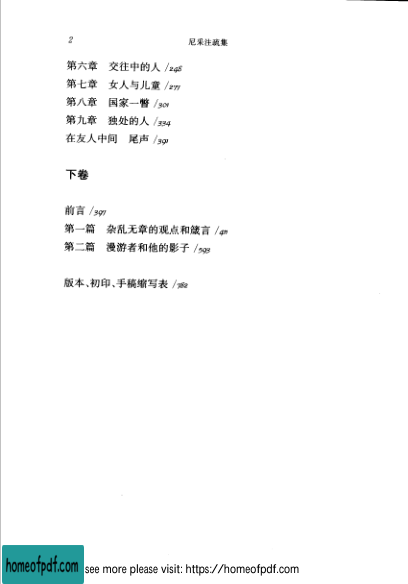 2
尼采注疏集
第六章 交往中的人 /248
第七章 女人与儿童 /277
第八章 国家一瞥 /301
第九章 独处的人 /334
在友人中间 尾声 /391
下卷
前言 /397
第一篇 杂乱无章的观点和箴言 /411
第二篇 漫游者和他的影子 /593
版本、初印、手稿缩写表 /782
homeofpdf.com
see more please visit: https://homeofpdf.com